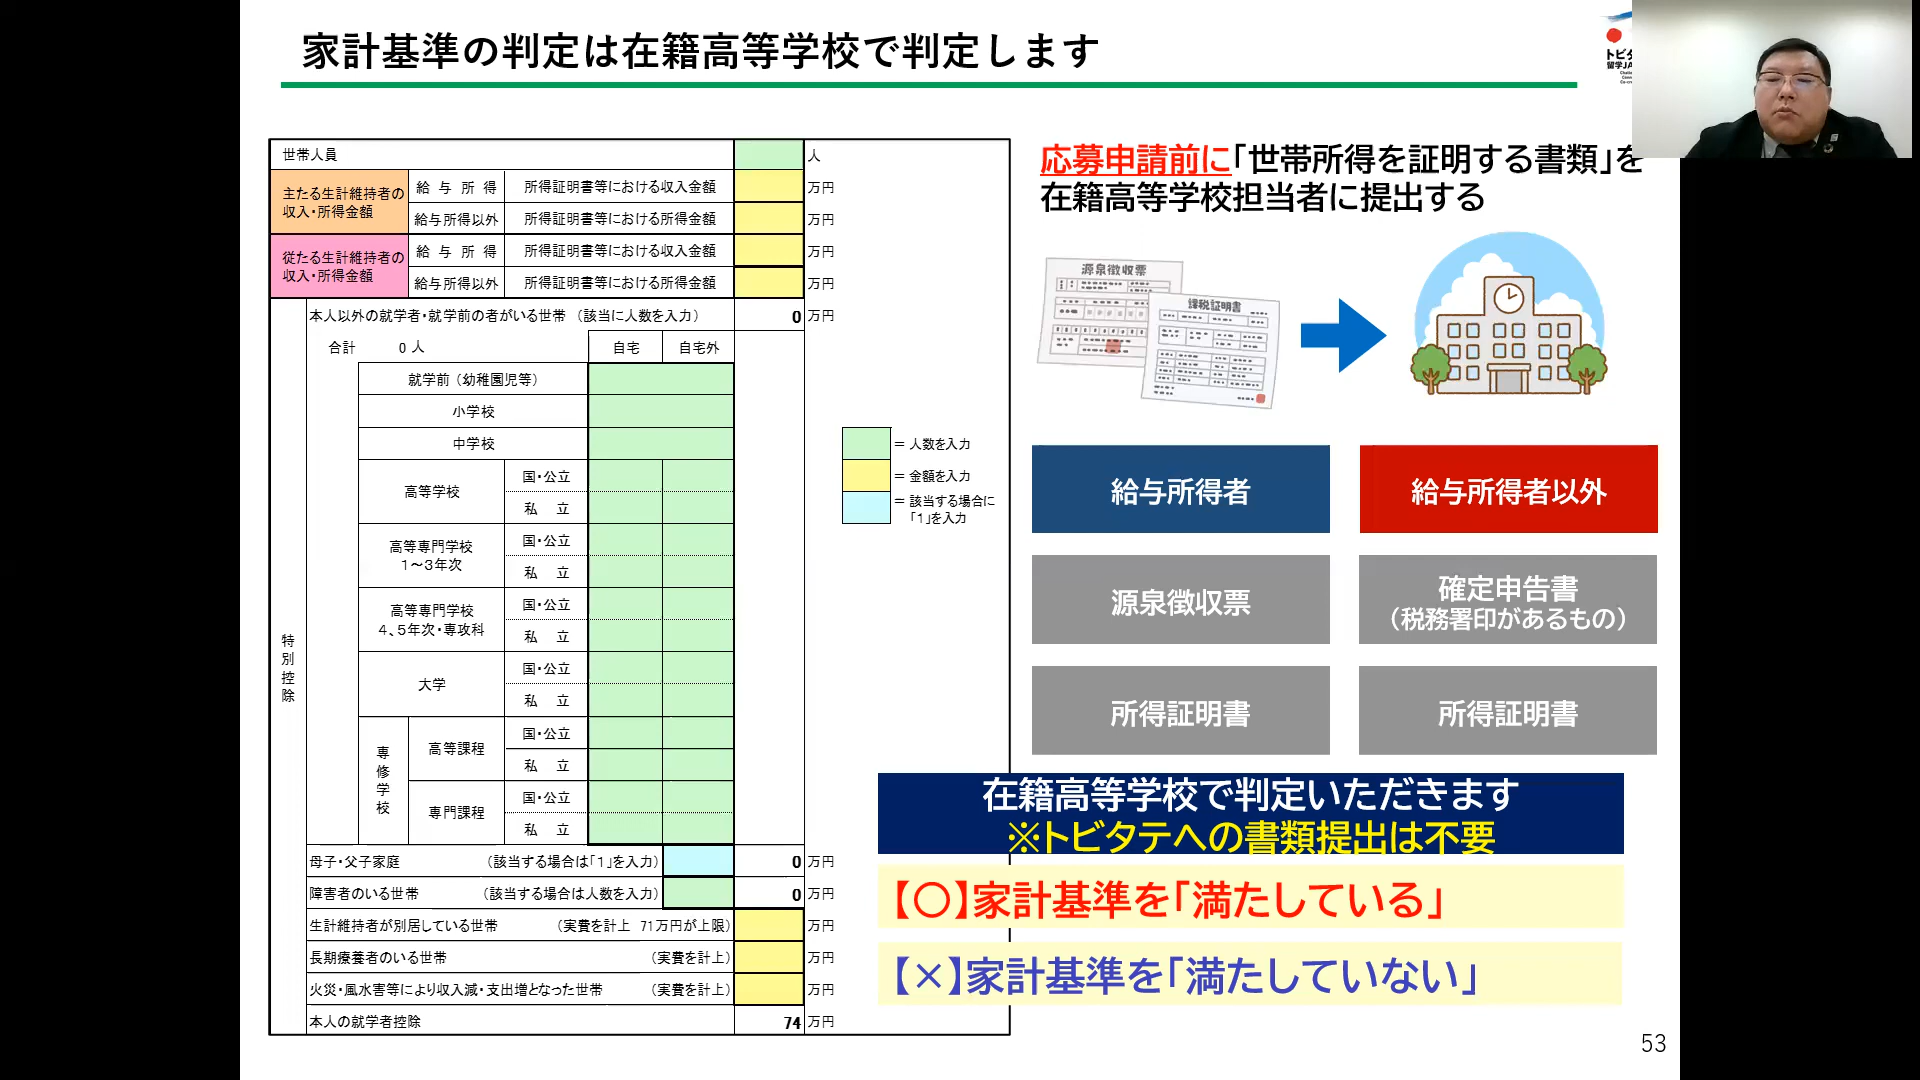 家計基準の判定は在籍高等学校で判定します
世帯人員 人
主たる生計維持者の
収入・所得金額
給与所得 所得証明書等における収入金額 万円
給与所得以外 所得証明書等における所得金額 万円
従たる生計維持者の
収入・所得金額
給与所得 所得証明書等における収入金額 万円
給与所得以外 所得証明書等における所得金額 万円
特別控除
本人以外の就学者・就学前の者がいる世帯（該当に人数を入力） 0 万円
合計 0 人 自宅 自宅外
就学前（幼稚園児等）
小学校
中学校
高等学校
国・公立
私 立
高等専門学校
1～3年次
国・公立
私 立
高等専門学校
4、5年次・専攻科
国・公立
私 立
大学
国・公立
私 立
専修学校
高等課程
国・公立
私 立
専門課程
国・公立
私 立
母子・父子家庭 （該当する場合は「1」を入力） 0 万円
障害者のいる世帯 （該当する場合は人数を入力） 0 万円
生計維持者が別居している世帯 （実費を計上 71万円が上限） 万円
長期療養者のいる世帯 （実費を計上） 万円
火災・風水害等により収入減・支出増となった世帯 （実費を計上） 万円
本人の就学者控除 74 万円
= 人数を入力
= 金額を入力
= 該当する場合に
「1」を入力
応募申請前に「世帯所得を証明する書類」を
在籍高等学校担当者に提出する
源泉徴収票
課税証明書
給与所得者
給与所得者以外
源泉徴収票
確定申告書
（税務署印があるもの）
所得証明書
所得証明書
在籍高等学校で判定いただきます
※トビタテへの書類提出は不要
【○】家計基準を「満たしている」
【×】家計基準を「満たしていない」
53